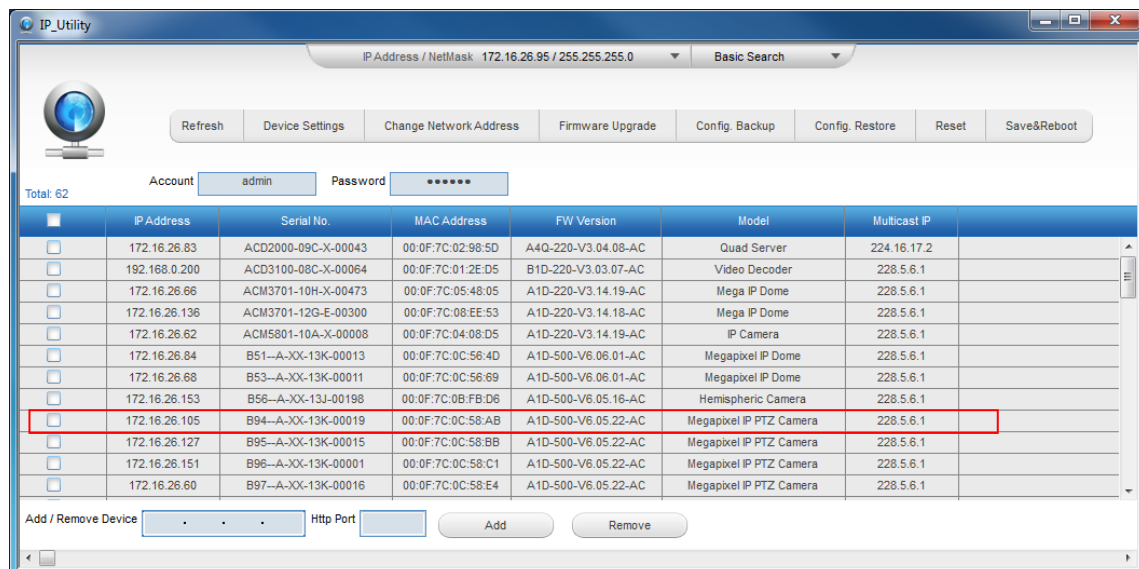 IP_Utility
IP Address / NetMask 172.16.26.95 / 255.255.255.0 Basic Search
Refresh Device Settings Change Network Address Firmware Upgrade Config. Backup Config. Restore Reset Save&Reboot
Total: 62 Account admin Password ••••••
IP Address Serial No. MAC Address FW Version Model Multicast IP
172.16.26.83 ACD2000-09C-X-00043 00:0F:7C:02:98:5D A4Q-220-V3.04.08-AC Quad Server 224.16.17.2
192.168.0.200 ACD3100-08C-X-00064 00:0F:7C:01:2E:D5 B1D-220-V3.03.07-AC Video Decoder 228.5.6.1
172.16.26.66 ACM3701-10H-X-00473 00:0F:7C:05:48:05 A1D-220-V3.14.19-AC Mega IP Dome 228.5.6.1
172.16.26.136 ACM3701-12G-E-00300 00:0F:7C:08:EE:53 A1D-220-V3.14.18-AC Mega IP Dome 228.5.6.1
172.16.26.62 ACM5801-10A-X-00008 00:0F:7C:04:08:D5 A1D-220-V3.14.19-AC IP Camera 228.5.6.1
172.16.26.84 B51--A-XX-13K-00013 00:0F:7C:0C:56:4D A1D-500-V6.06.01-AC Megapixel IP Dome 228.5.6.1
172.16.26.68 B53--A-XX-13K-00011 00:0F:7C:0C:56:69 A1D-500-V6.06.01-AC Megapixel IP Dome 228.5.6.1
172.16.26.153 B56--A-XX-13J-00198 00:0F:7C:0B:FB:D6 A1D-500-V6.05.16-AC Hemispheric Camera 228.5.6.1
172.16.26.105 B94--A-XX-13K-00019 00:0F:7C:0C:58:AB A1D-500-V6.05.22-AC Megapixel IP PTZ Camera 228.5.6.1
172.16.26.127 B95--A-XX-13K-00015 00:0F:7C:0C:58:BB A1D-500-V6.05.22-AC Megapixel IP PTZ Camera 228.5.6.1
172.16.26.151 B96--A-XX-13K-00001 00:0F:7C:0C:58:C1 A1D-500-V6.05.22-AC Megapixel IP PTZ Camera 228.5.6.1
172.16.26.60 B97--A-XX-13K-00016 00:0F:7C:0C:58:E4 A1D-500-V6.05.22-AC Megapixel IP PTZ Camera 228.5.6.1
Add / Remove Device . . . Http Port Add Remove